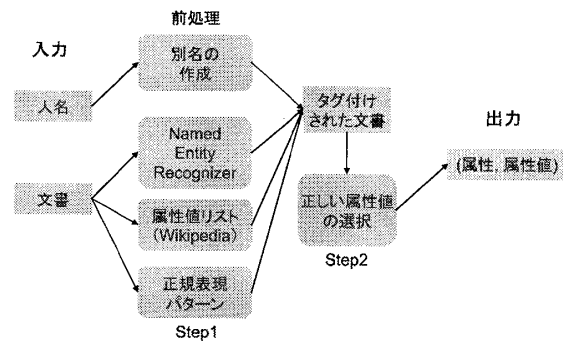 前処理
入力
別名の
作成
人名
Named
Entity
Recognizer
文書
属性値リスト
(Wikipedia)
正規表現
パターン
Step1
タグ付け
された文書
正しい属性値
の選択
Step2
出力
(属性, 属性値)